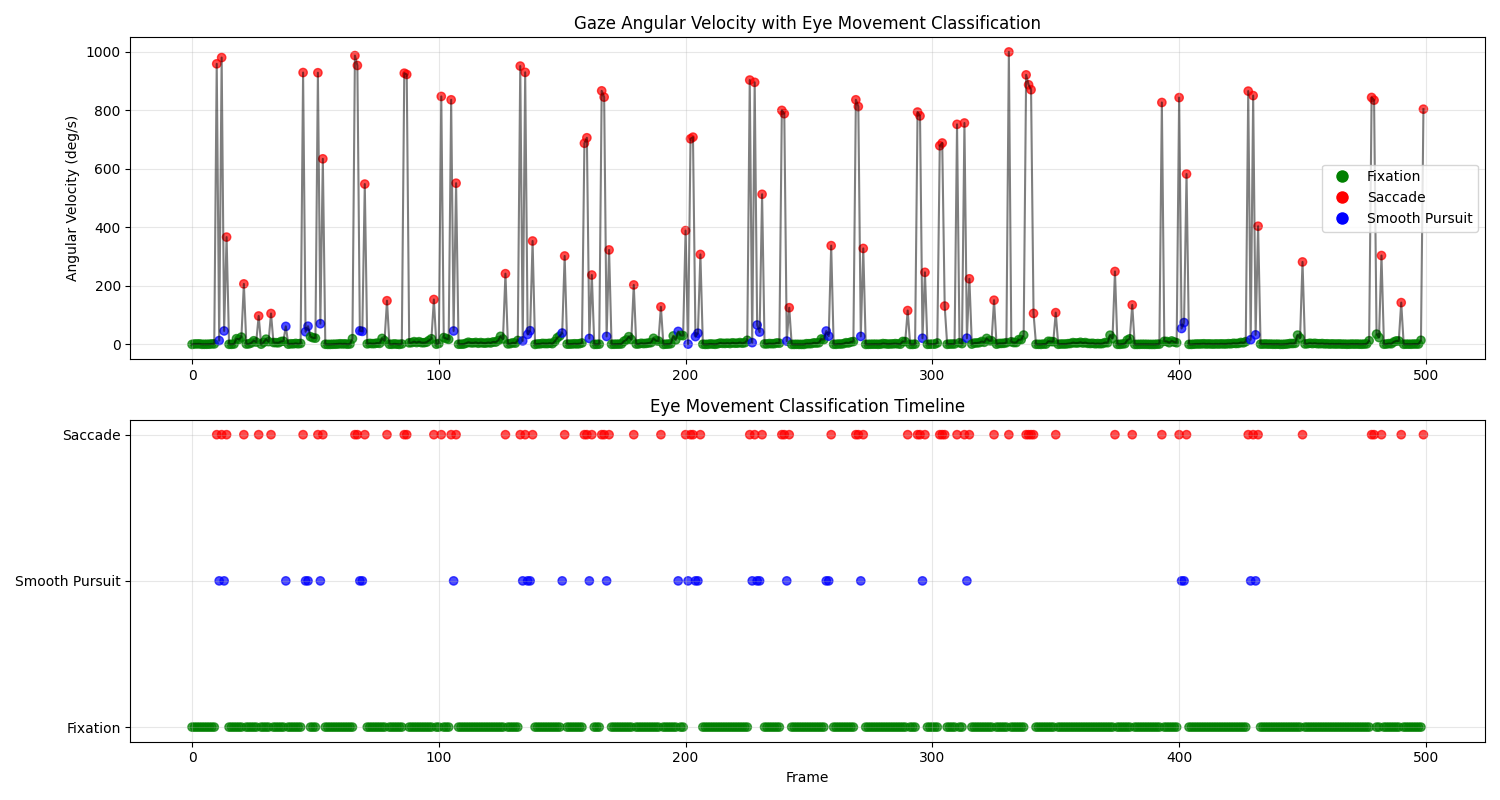 Gaze Angular Velocity with Eye Movement Classification
Angular Velocity (deg/s)
1000
800
600
400
200
0
Fixation
Saccade
Smooth Pursuit
0 100 200 300 400 500
Eye Movement Classification Timeline
Saccade
Smooth Pursuit
Fixation
0 100 200 300 400 500
Frame